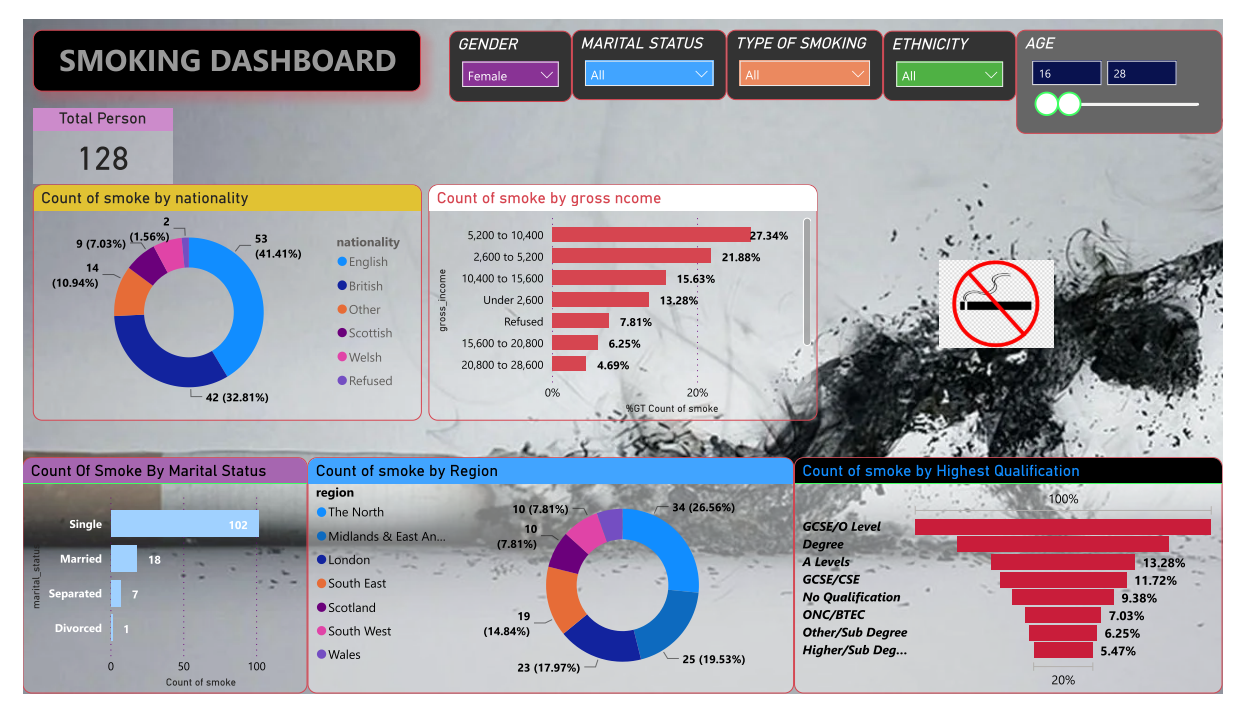 SMOKING DASHBOARD
GENDER
Female
MARITAL STATUS
All
TYPE OF SMOKING
All
ETHNICITY
All
AGE
16
28
Total Person
128
Count of smoke by nationality
53
(41.41%)
42 (32.81%)
14
(10.94%)
9 (7.03%)
2
(1.56%)
nationality
English
British
Other
Scottish
Welsh
Refused
Count of smoke by gross ncome
gross_income
5,200 to 10,400 27.34%
2,600 to 5,200 21.88%
10,400 to 15,600 15.63%
Under 2,600 13.28%
Refused 7.81%
15,600 to 20,800 6.25%
20,800 to 28,600 4.69%
0% 20%
%GT Count of smoke
Count Of Smoke By Marital Status
marital_status
Single 102
Married 18
Separated 7
Divorced 1
0 50 100
Count of smoke
Count of smoke by Region
region
The North
Midlands & East An...
London
South East
Scotland
South West
Wales
34 (26.56%)
25 (19.53%)
23 (17.97%)
19
(14.84%)
10
(7.81%)
10 (7.81%)
Count of smoke by Highest Qualification
100%
GCSE/O Level
Degree
A Levels 13.28%
GCSE/CSE 11.72%
No Qualification 9.38%
ONC/BTEC 7.03%
Other/Sub Degree 6.25%
Higher/Sub Deg... 5.47%
20%